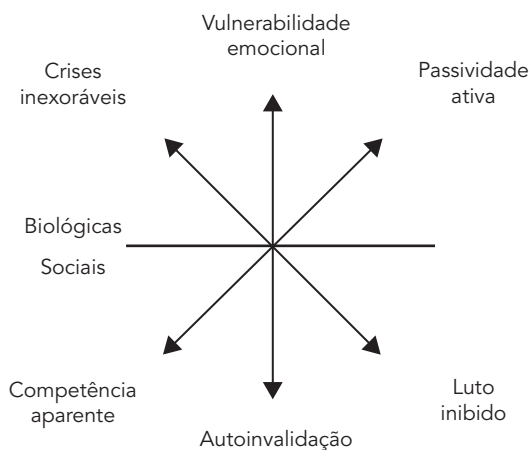 Vulnerabilidade
emocional
Crises
inexoráveis
Passividade
ativa
Biológicas
Sociais
Competência
aparente
Autoinvalidação
Luto
inibido